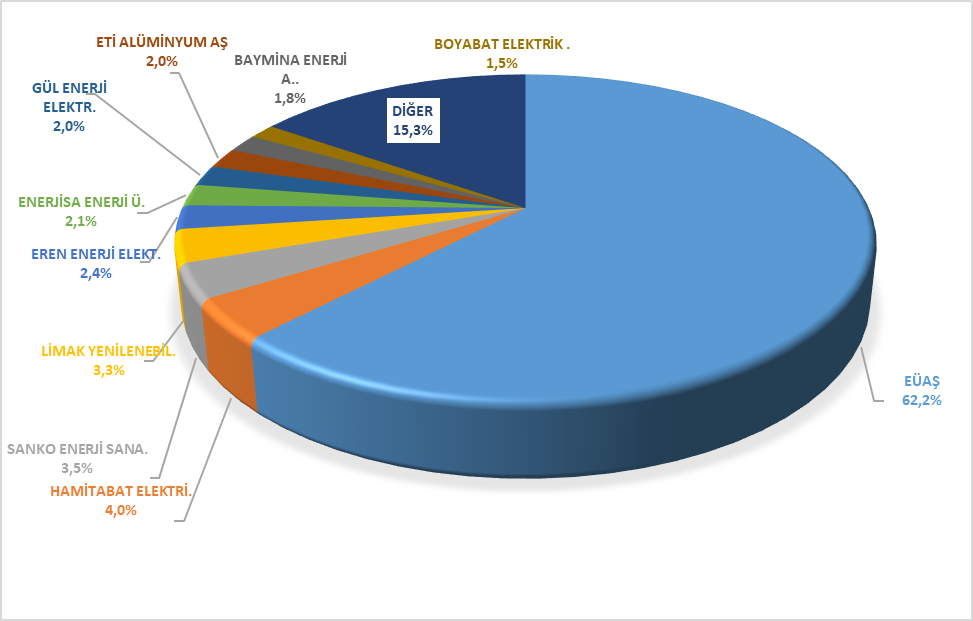 ETİ ALÜMİNYUM AŞ
2,0%
BAYMİNA ENERJİ
A..
1,8%
BOYABAT ELEKTRİK .
1,5%
GÜL ENERJİ
ELEKTR.
2,0%
DİĞER
15,3%
ENERJİSA ENERJİ Ü.
2,1%
EREN ENERJİ ELEKT.
2,4%
LİMAK YENİLENEBİL.
3,3%
EÜAŞ
62,2%
SANKO ENERJİ SANA.
3,5%
HAMİTABAT ELEKTRİ.
4,0%